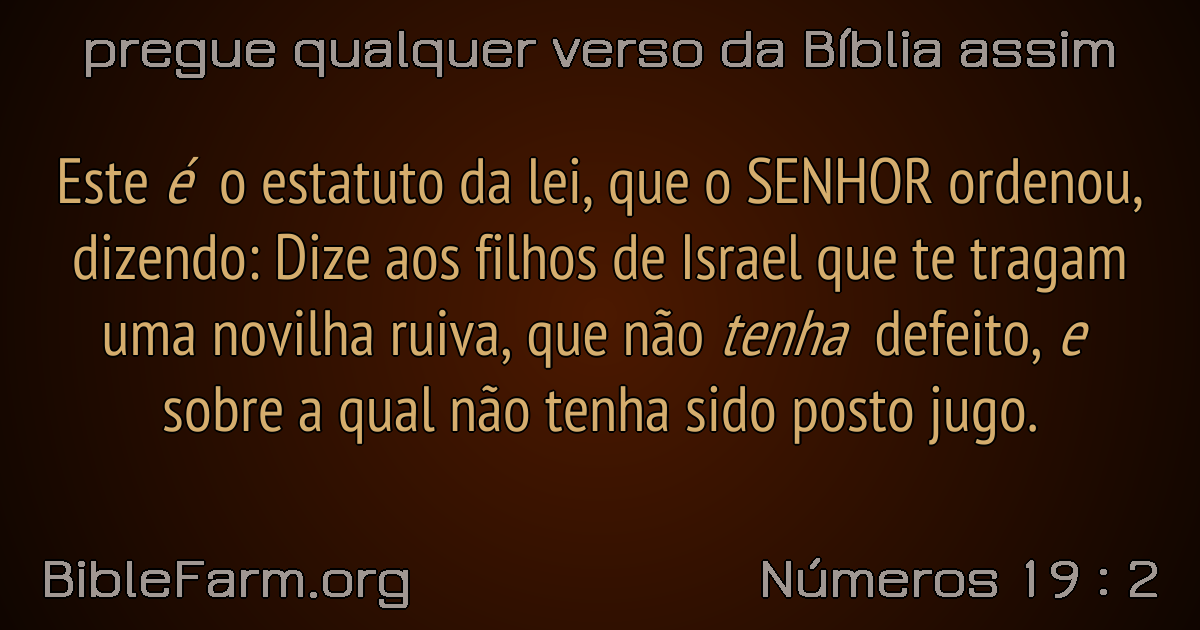 pregue qualquer verso da Bíblia assim
Este é o estatuto da lei, que o SENHOR ordenou,
dizendo: Dize aos filhos de Israel que te tragam
uma novilha ruiva, que não tenha defeito, e
sobre a qual não tenha sido posto jugo.
BibleFarm.org
Números 19 : 2